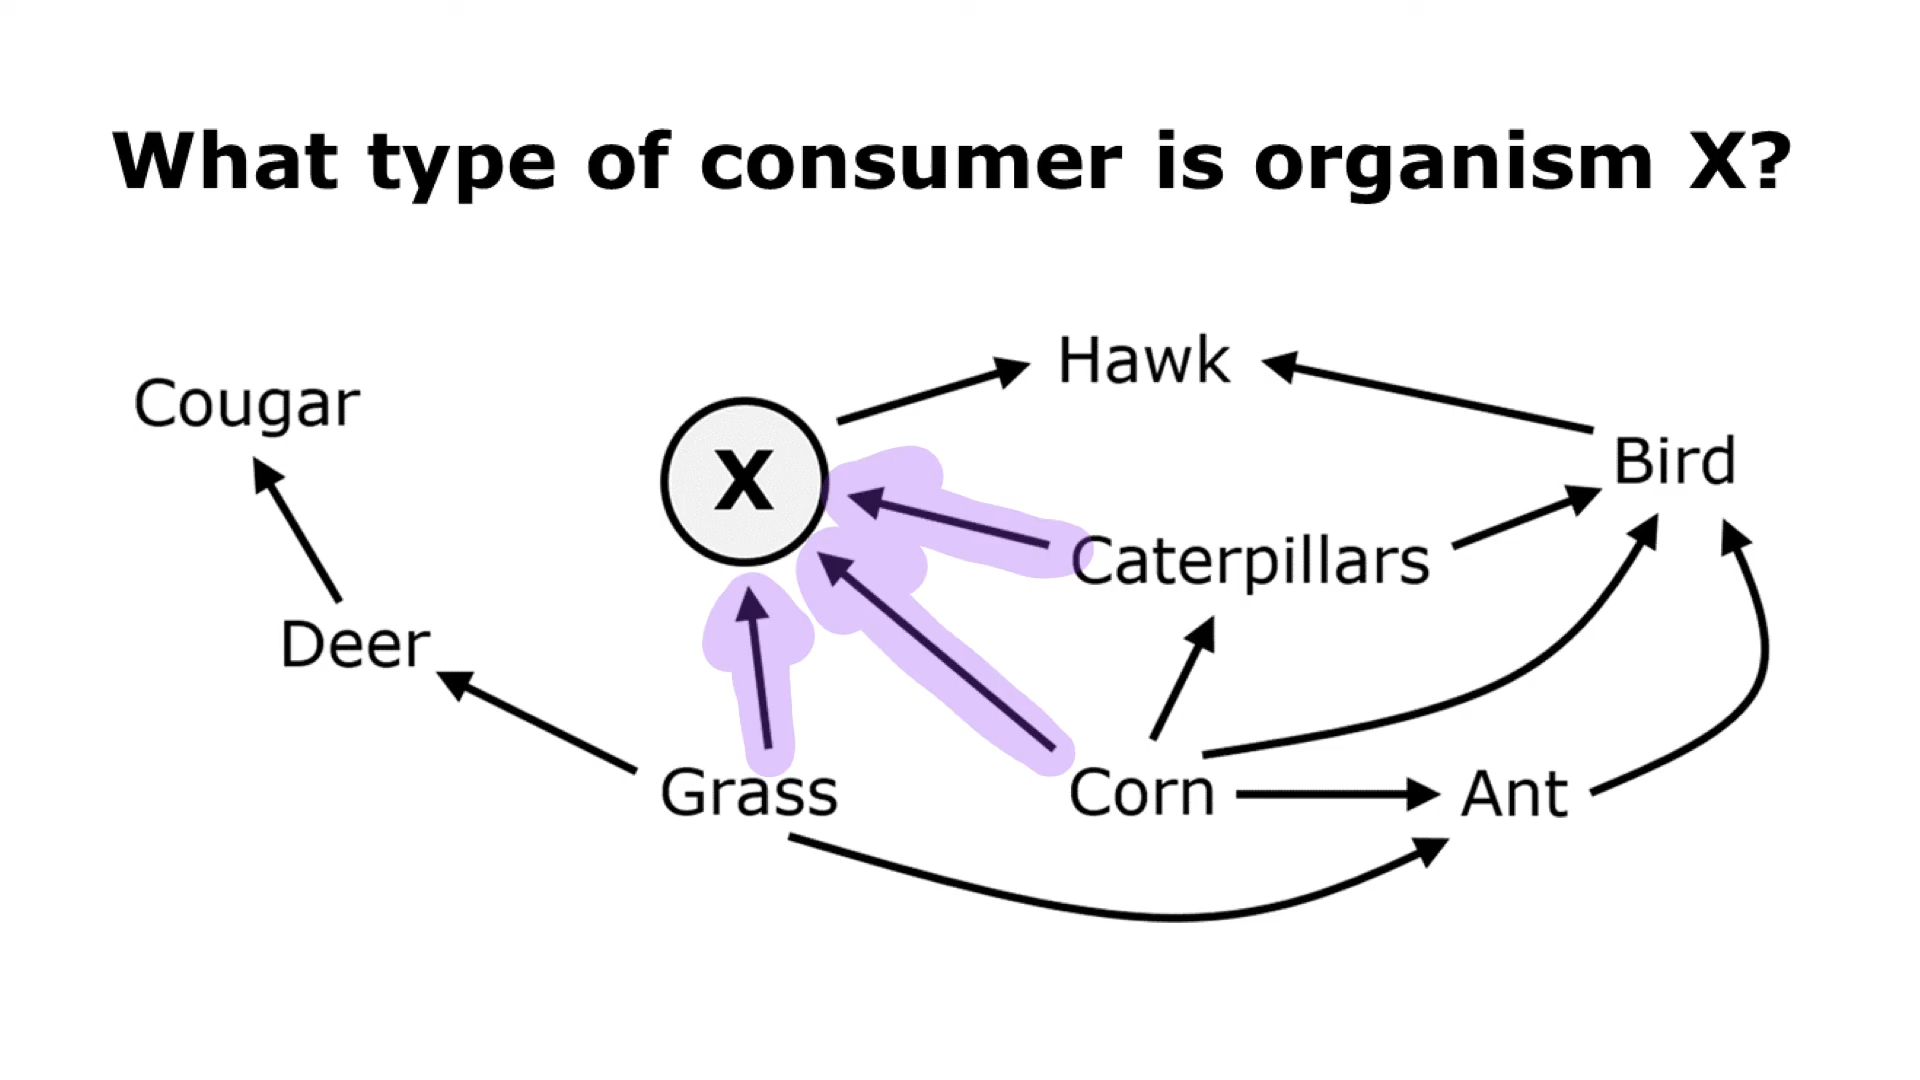 What type of consumer is organism X?
Hawk
Cougar
X
Bird
Caterpillars
Deer
Grass
Corn
Ant